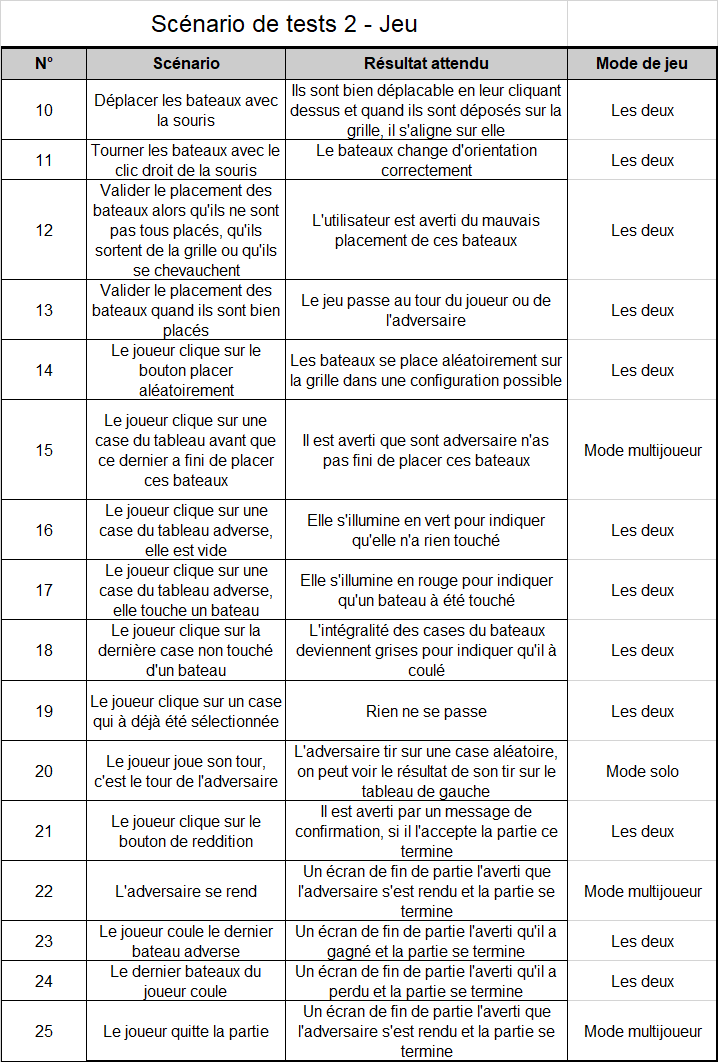 Scénario de tests 2 - Jeu
N° Scénario Résultat attendu Mode de jeu
10
Déplacer les bateaux avec
la souris
Ils sont bien déplacable en leur cliquant
dessus et quand ils sont déposés sur la
grille, il s'aligne sur elle
Les deux
11
Tourner les bateaux avec le
clic droit de la souris
Le bateaux change d'orientation
correctement
Les deux
12
Valider le placement des
bateaux alors qu'ils ne sont
pas tous placés, qu'ils
sortent de la grille ou qu'ils
se chevauchent
L'utilisateur est averti du mauvais
placement de ces bateaux
Les deux
13
Valider le placement des
bateaux quand ils sont bien
placés
Le jeu passe au tour du joueur ou de
l'adversaire
Les deux
14
Le joueur clique sur le
bouton placer
aléatoirement
Les bateaux se place aléatoirement sur
la grille dans une configuration possible
Les deux
15
Le joueur clique sur une
case du tableau avant que
ce dernier a fini de placer
ces bateaux
Il est averti que sont adversaire n'as
pas fini de placer ces bateaux
Mode multijoueur
16
Le joueur clique sur une
case du tableau adverse,
elle est vide
Elle s'illumine en vert pour indiquer
qu'elle n'a rien touché
Les deux
17
Le joueur clique sur une
case du tableau adverse,
elle touche un bateau
Elle s'illumine en rouge pour indiquer
qu'un bateau à été touché
Les deux
18
Le joueur clique sur la
dernière case non touché
d'un bateau
L'intégralité des cases du bateaux
deviennent grises pour indiquer qu'il à
coulé
Les deux
19
Le joueur clique sur un case
qui à déjà été sélectionnée
Rien ne se passe
Les deux
20
Le joueur joue son tour,
c'est le tour de l'adversaire
L'adversaire tir sur une case aléatoire,
on peut voir le résultat de son tir sur le
tableau de gauche
Mode solo
21
Le joueur clique sur le
bouton de reddition
Il est averti par un message de
confirmation, si il l'accepte la partie ce
termine
Les deux
22
L'adversaire se rend
Un écran de fin de partie l'averti que
l'adversaire s'est rendu et la partie se
termine
Mode multijoueur
23
Le joueur coule le dernier
bateau adverse
Un écran de fin de partie l'averti qu'il a
gagné et la partie se termine
Les deux
24
Le dernier bateaux du
joueur coule
Un écran de fin de partie l'averti qu'il a
perdu et la partie se termine
Les deux
25
Le joueur quitte la partie
Un écran de fin de partie l'averti que
l'adversaire s'est rendu et la partie se
termine
Mode multijoueur